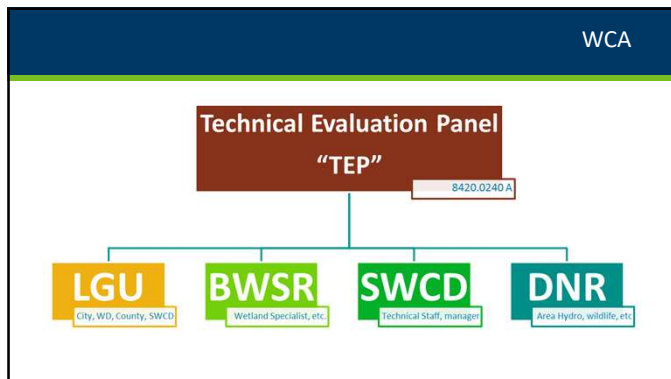 WCA
Technical Evaluation Panel
“TEP”
8420.0240 A
LGU
City, WD, County, SWCD
BWSR
Wetland Specialist, etc.
SWCD
Technical Staff, manager
DNR
Area Hydro, wildlife, etc